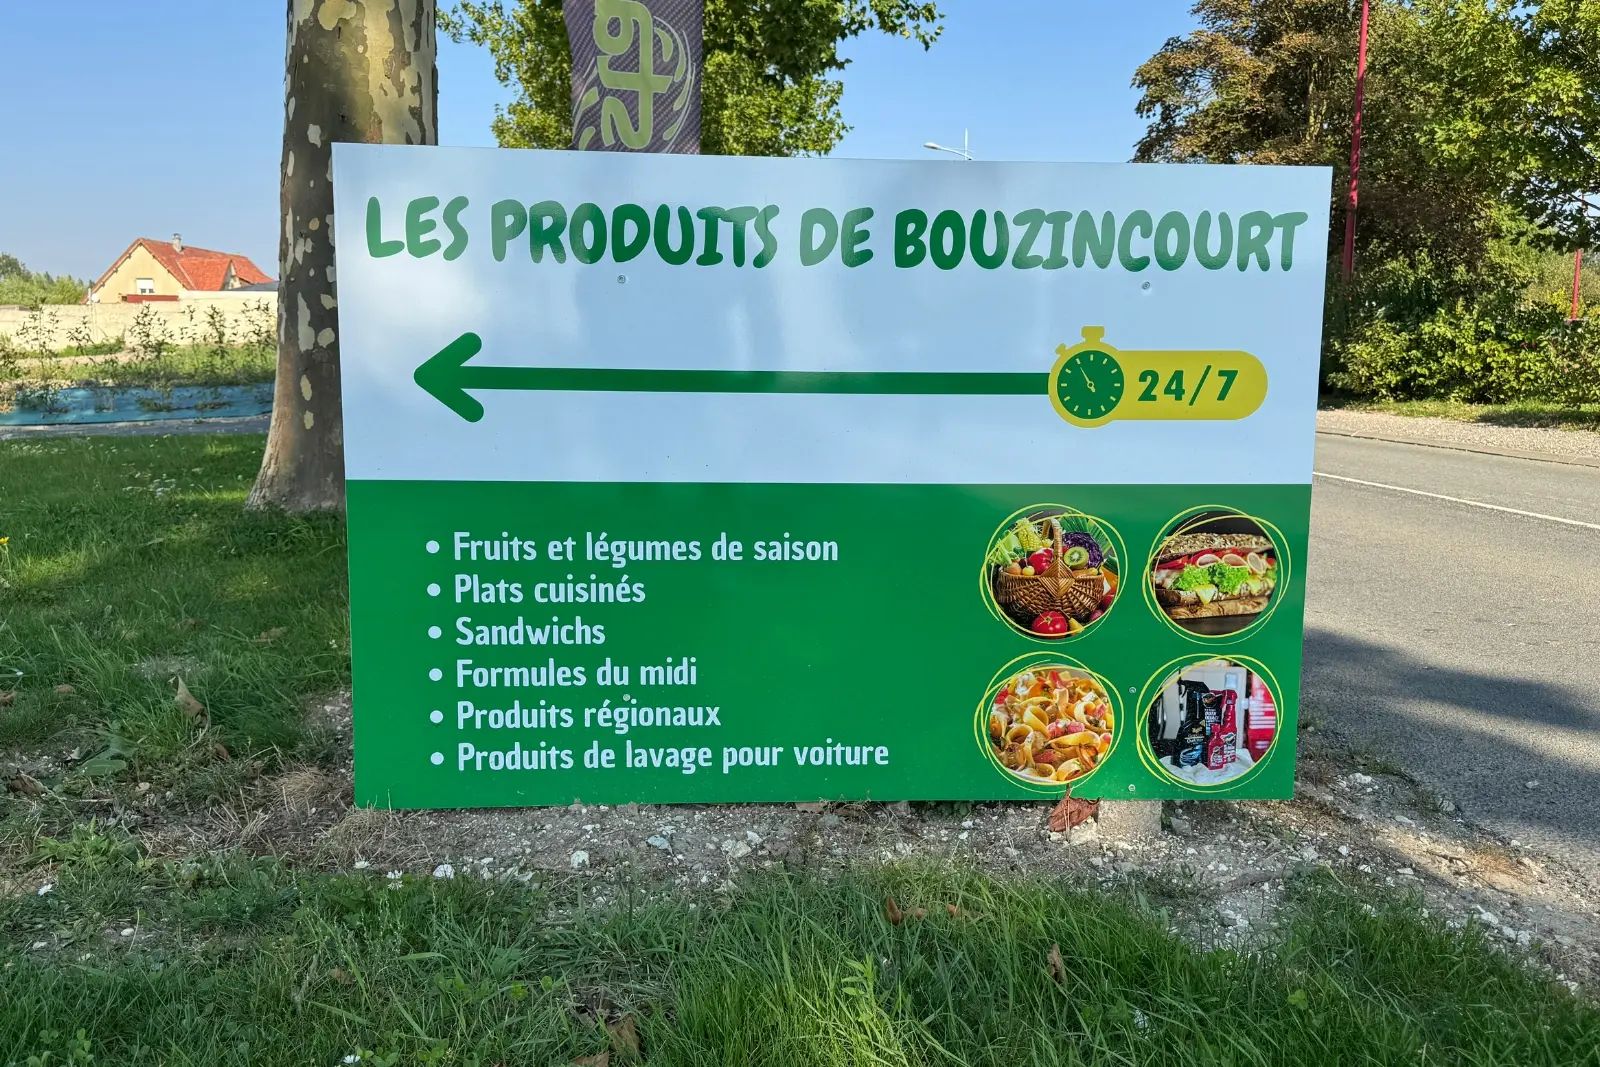 LES PRODUITS DE BOUZINCOURT
24/7
• Fruits et légumes de saison
• Plats cuisinés
• Sandwichs
• Formules du midi
• Produits régionaux
• Produits de lavage pour voiture